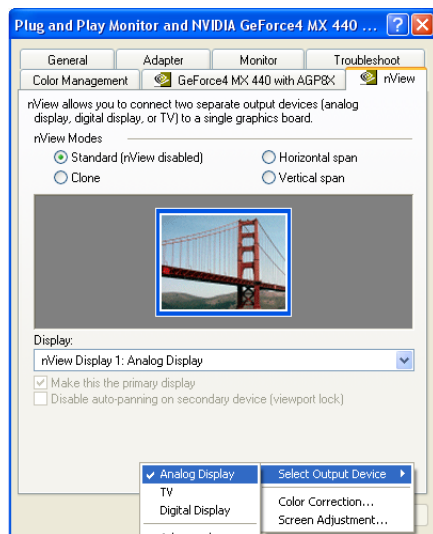 Plug and Play Monitor and NVIDIA GeForce4 MX 440 ...
General Adapter Monitor Troubleshoot
Color Management GeForce4 MX 440 with AGP8X nView
nView allows you to connect two separate output devices (analog
display, digital display, or TV) to a single graphics board.
nView Modes
Standard (nView disabled) Horizontal span
Clone Vertical span
Display:
nView Display 1: Analog Display
Make this the primary display
Disable auto-panning on secondary device (viewport lock)
Analog Display Select Output Device
TV
Color Correction...
Digital Display
Screen Adjustment...